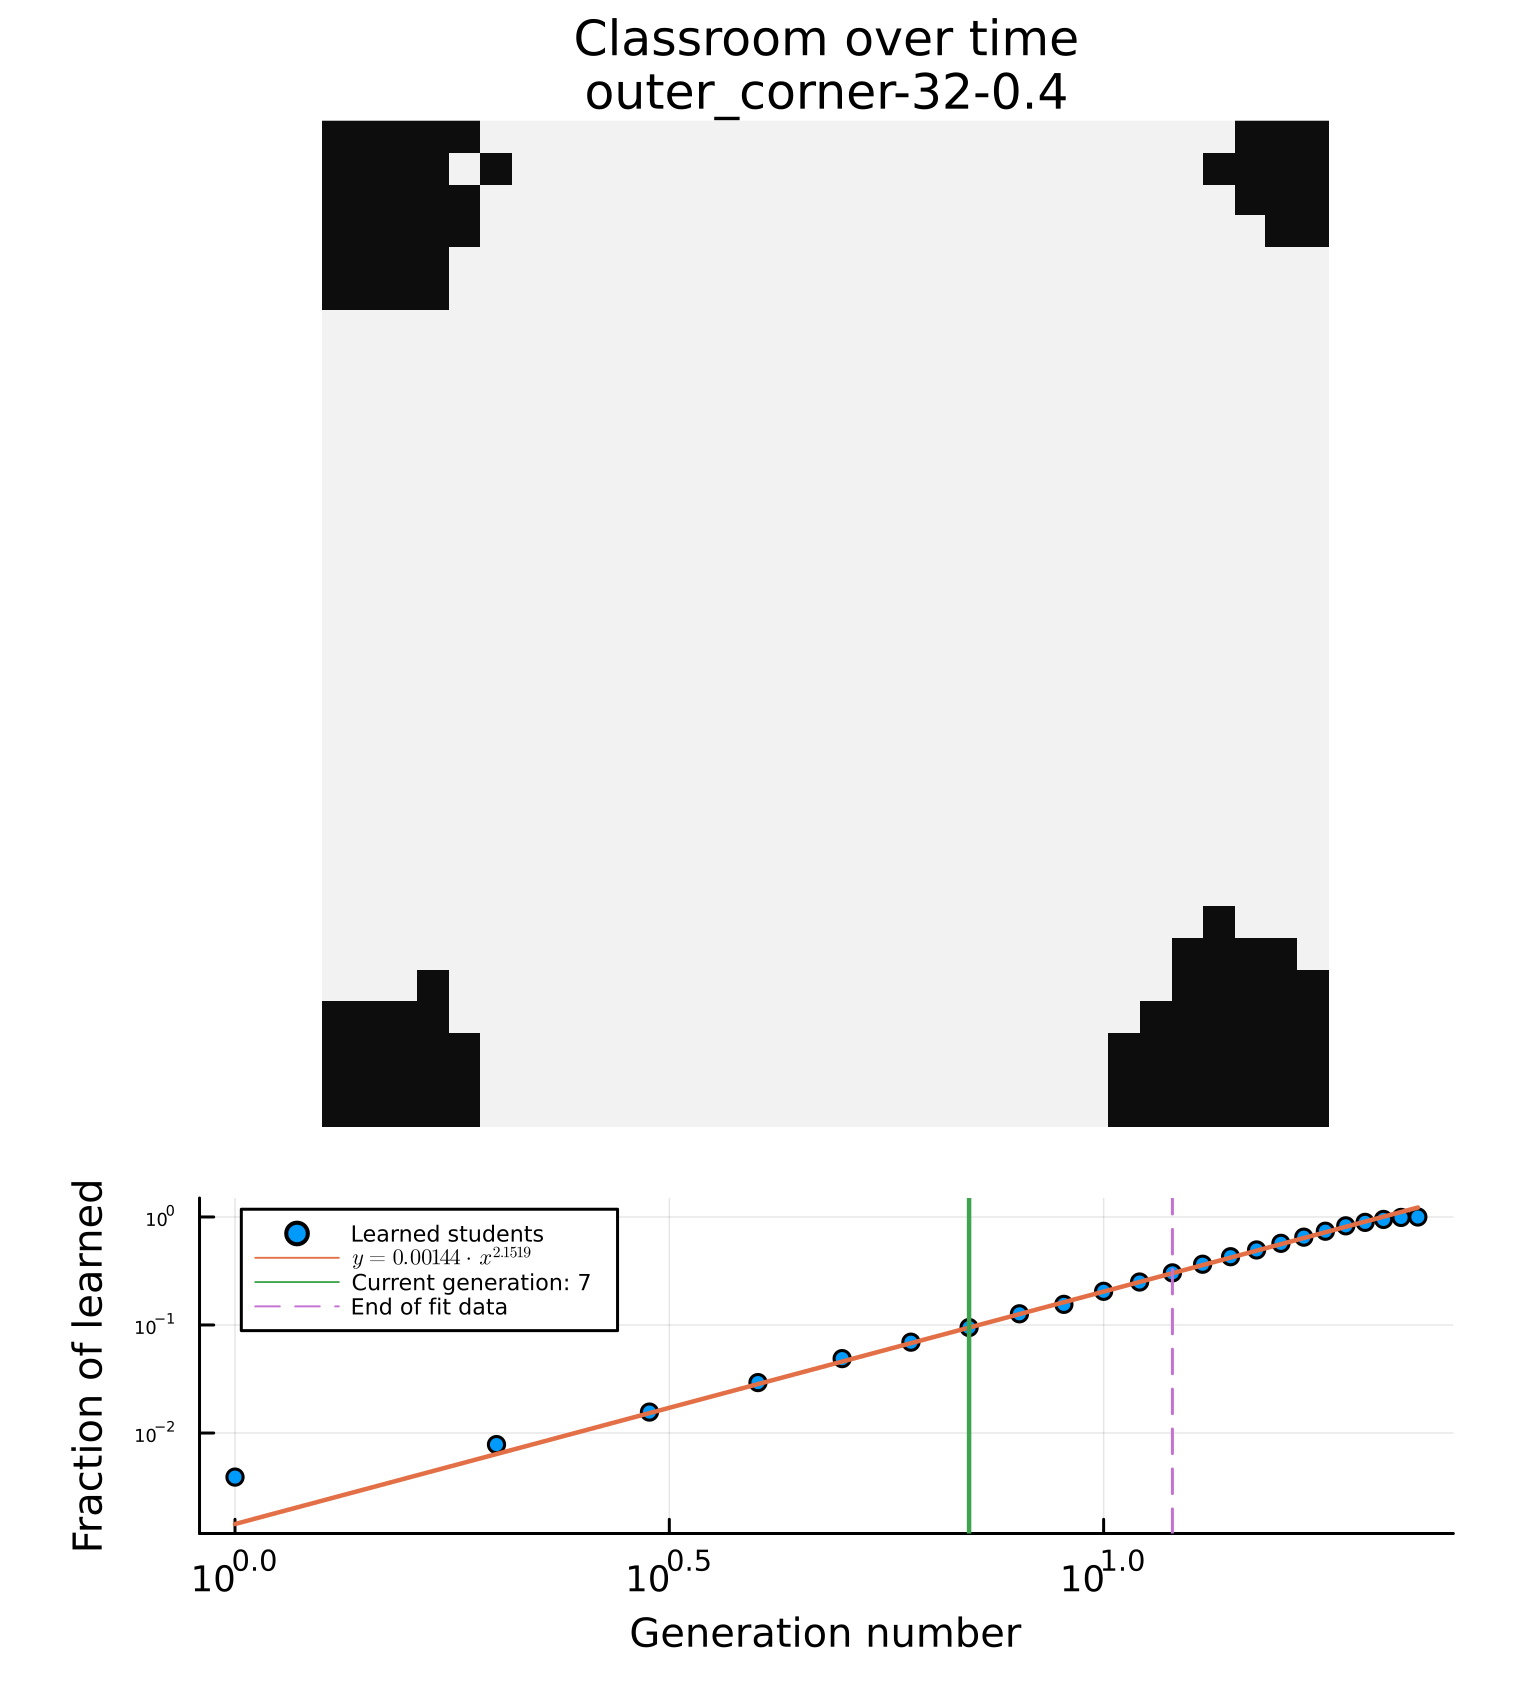 Classroom over time
outer_corner-32-0.4
Fraction of learned
10^0
10^−1
10^−2
Learned students
y = 0.00144 · x^2.1519
Current generation: 7
End of fit data
10^0.0
10^0.5
10^1.0
Generation number